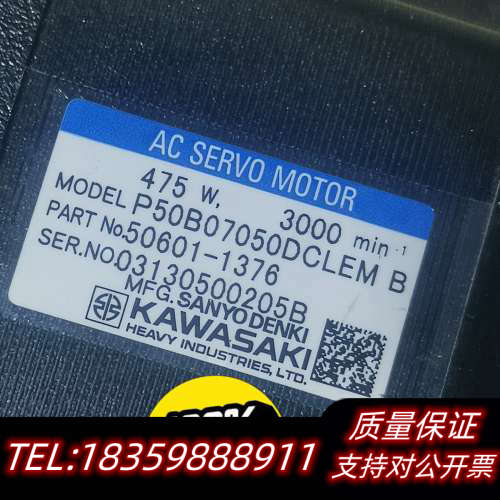 AC SERVO MOTOR
475 W, 3000 min-1
MODEL P50B07050DCLEM B
PART No. 50601-1376
SER.NO. 03130500205B
MFG. SANYO DENKI
KAWASAKI
HEAVY INDUSTRIES, LTD.
质量保证
TEL:18359888911
支持对公开票